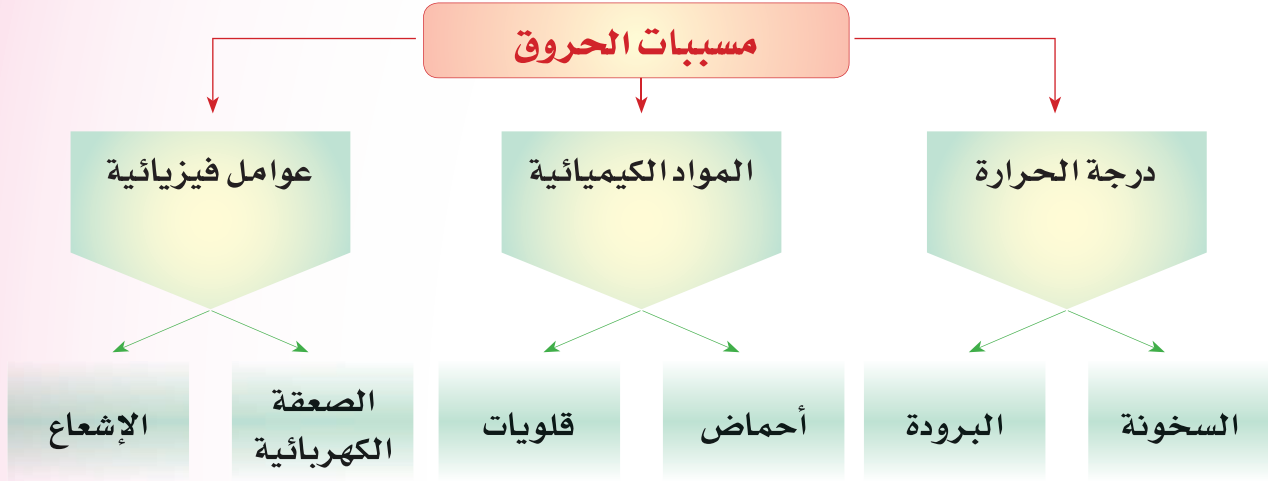 مسببات الحروق
درجة الحرارة
المواد الكيميائية
عوامل فيزيائية
السخونة
البرودة
أحماض
قلويات
الصعقة
الكهربائية
الإشعاع